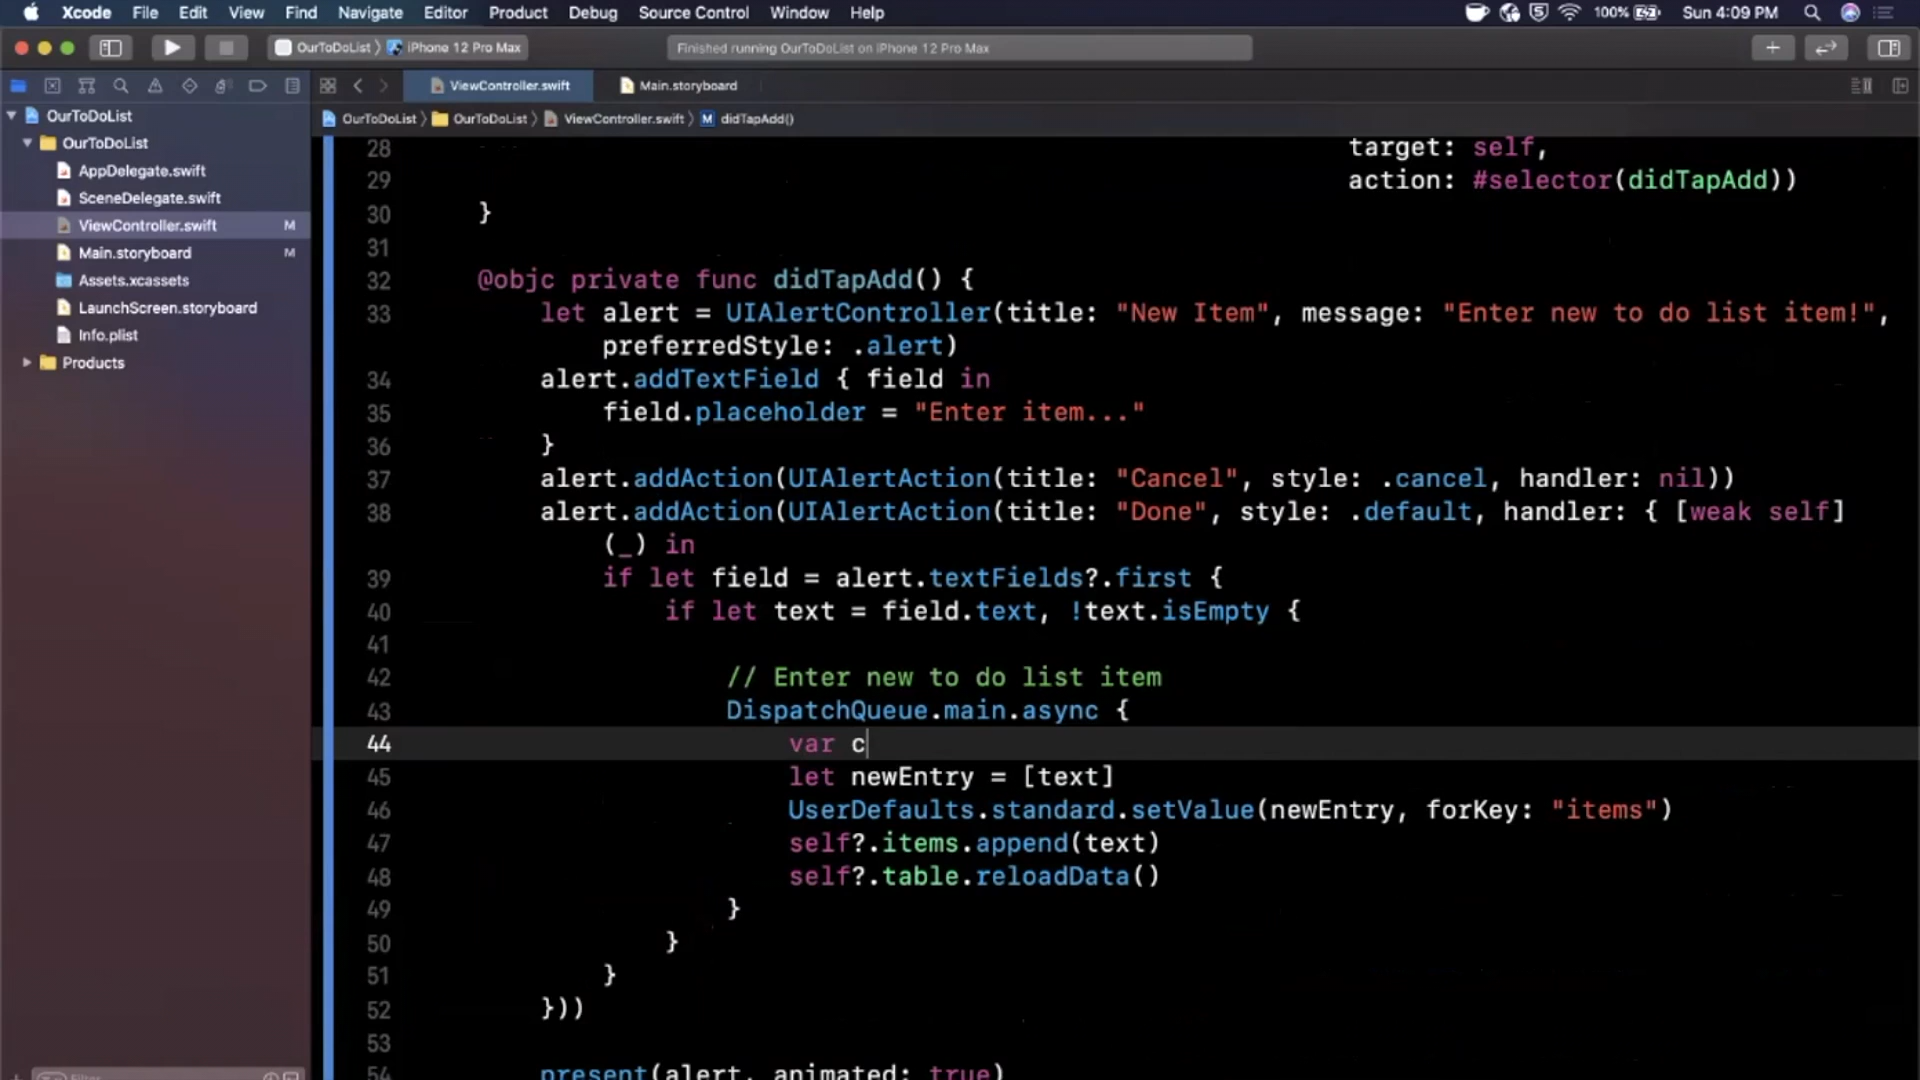 Xcode File Edit View Find Navigate Editor Product Debug Source Control Window Help 100% Sun 4:09 PM
OurToDoList 〉 iPhone 12 Pro Max Finished running OurToDoList on iPhone 12 Pro Max
ViewController.swift Main.storyboard
OurToDoList 〉 OurToDoList 〉 ViewController.swift 〉 M didTapAdd()
OurToDoList
OurToDoList
AppDelegate.swift
SceneDelegate.swift
ViewController.swift M
Main.storyboard M
Assets.xcassets
LaunchScreen.storyboard
Info.plist
Products
Filter
28 target: self,
29 action: #selector(didTapAdd))
30 }
31
32 @objc private func didTapAdd() {
33 let alert = UIAlertController(title: "New Item", message: "Enter new to do list item!",
preferredStyle: .alert)
34 alert.addTextField { field in
35 field.placeholder = "Enter item..."
36 }
37 alert.addAction(UIAlertAction(title: "Cancel", style: .cancel, handler: nil))
38 alert.addAction(UIAlertAction(title: "Done", style: .default, handler: { [weak self]
(_) in
39 if let field = alert.textFields?.first {
40 if let text = field.text, !text.isEmpty {
41
42 // Enter new to do list item
43 DispatchQueue.main.async {
44 var c
45 let newEntry = [text]
46 UserDefaults.standard.setValue(newEntry, forKey: "items")
47 self?.items.append(text)
48 self?.table.reloadData()
49 }
50 }
51 }
52 }))
53
54 present(alert, animated: true)